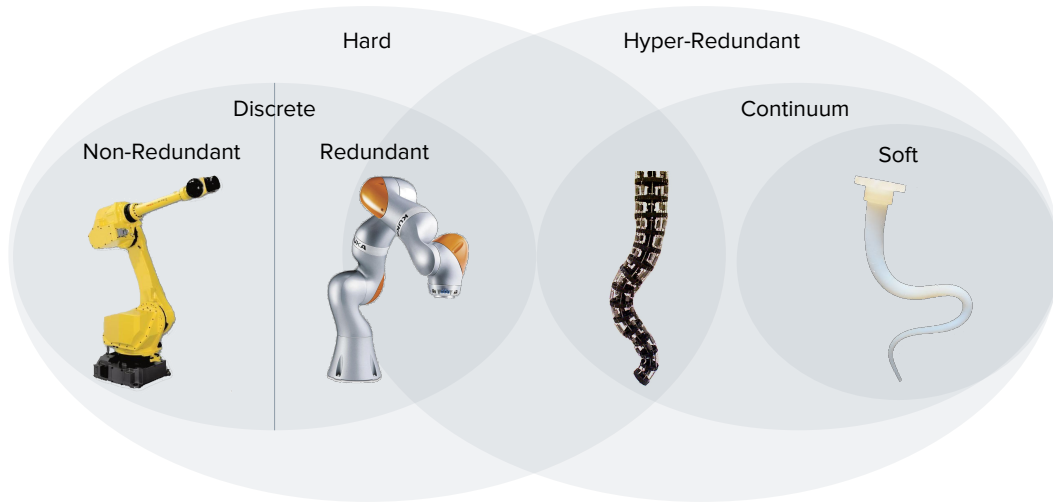 Hard
Hyper-Redundant
Discrete
Continuum
Non-Redundant
Redundant
Soft